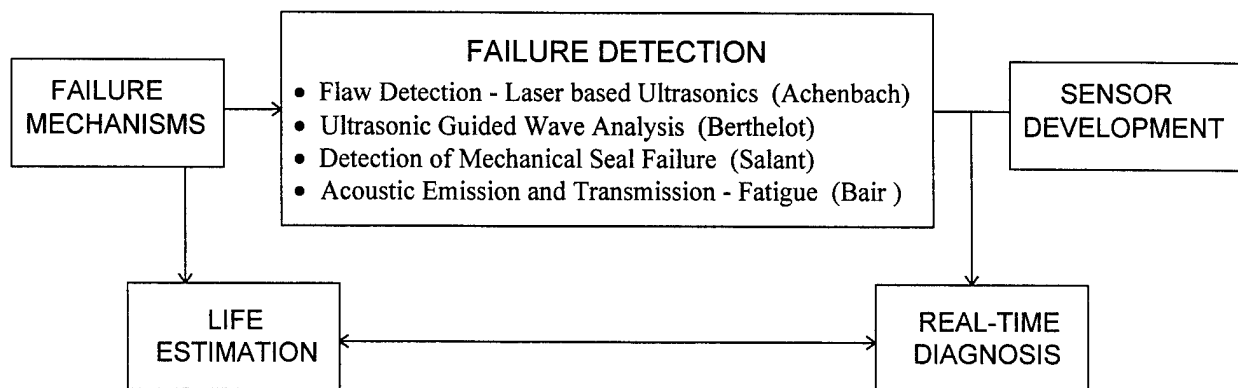 FAILURE DETECTION
FAILURE
MECHANISMS
• Flaw Detection - Laser based Ultrasonics (Achenbach)
• Ultrasonic Guided Wave Analysis (Berthelot)
• Detection of Mechanical Seal Failure (Salant)
• Acoustic Emission and Transmission - Fatigue (Bair )
SENSOR
DEVELOPMENT
LIFE
ESTIMATION
REAL-TIME
DIAGNOSIS